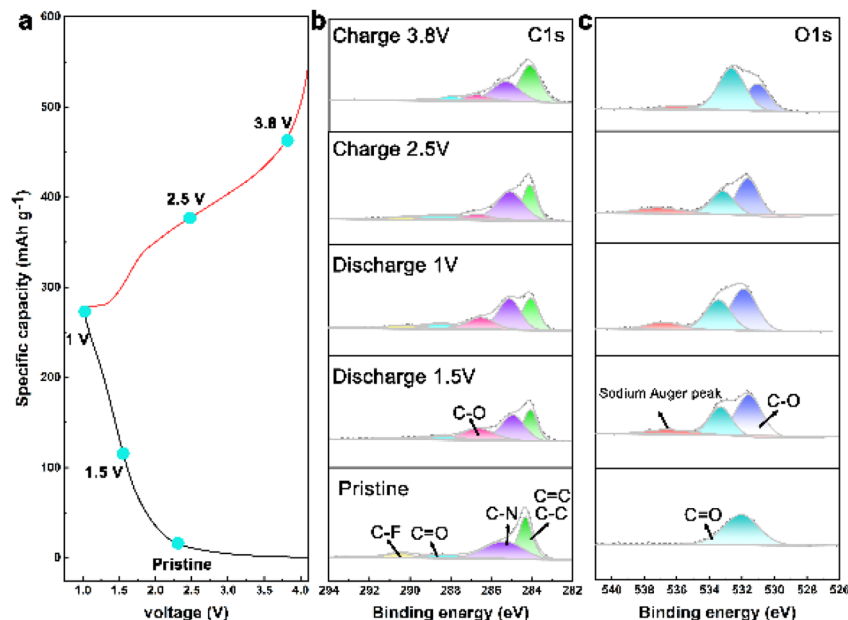 a
600
500
400
300
200
100
0
Specific capacity (mAh g⁻¹)
3.8 V
2.5 V
1 V
1.5 V
Pristine
1.0 1.5 2.0 2.5 3.0 3.5 4.0
voltage (V)
b
Charge 3.8V C1s
Charge 2.5V
Discharge 1V
Discharge 1.5V
C-O
Pristine
C-F
C=O
C-N
C=C
C-C
294 292 290 288 286 284 282
Binding energy (eV)
c
O1s
Sodium Auger peak
C-O
C=O
540 538 536 534 532 530 528 526
Binding energy (eV)